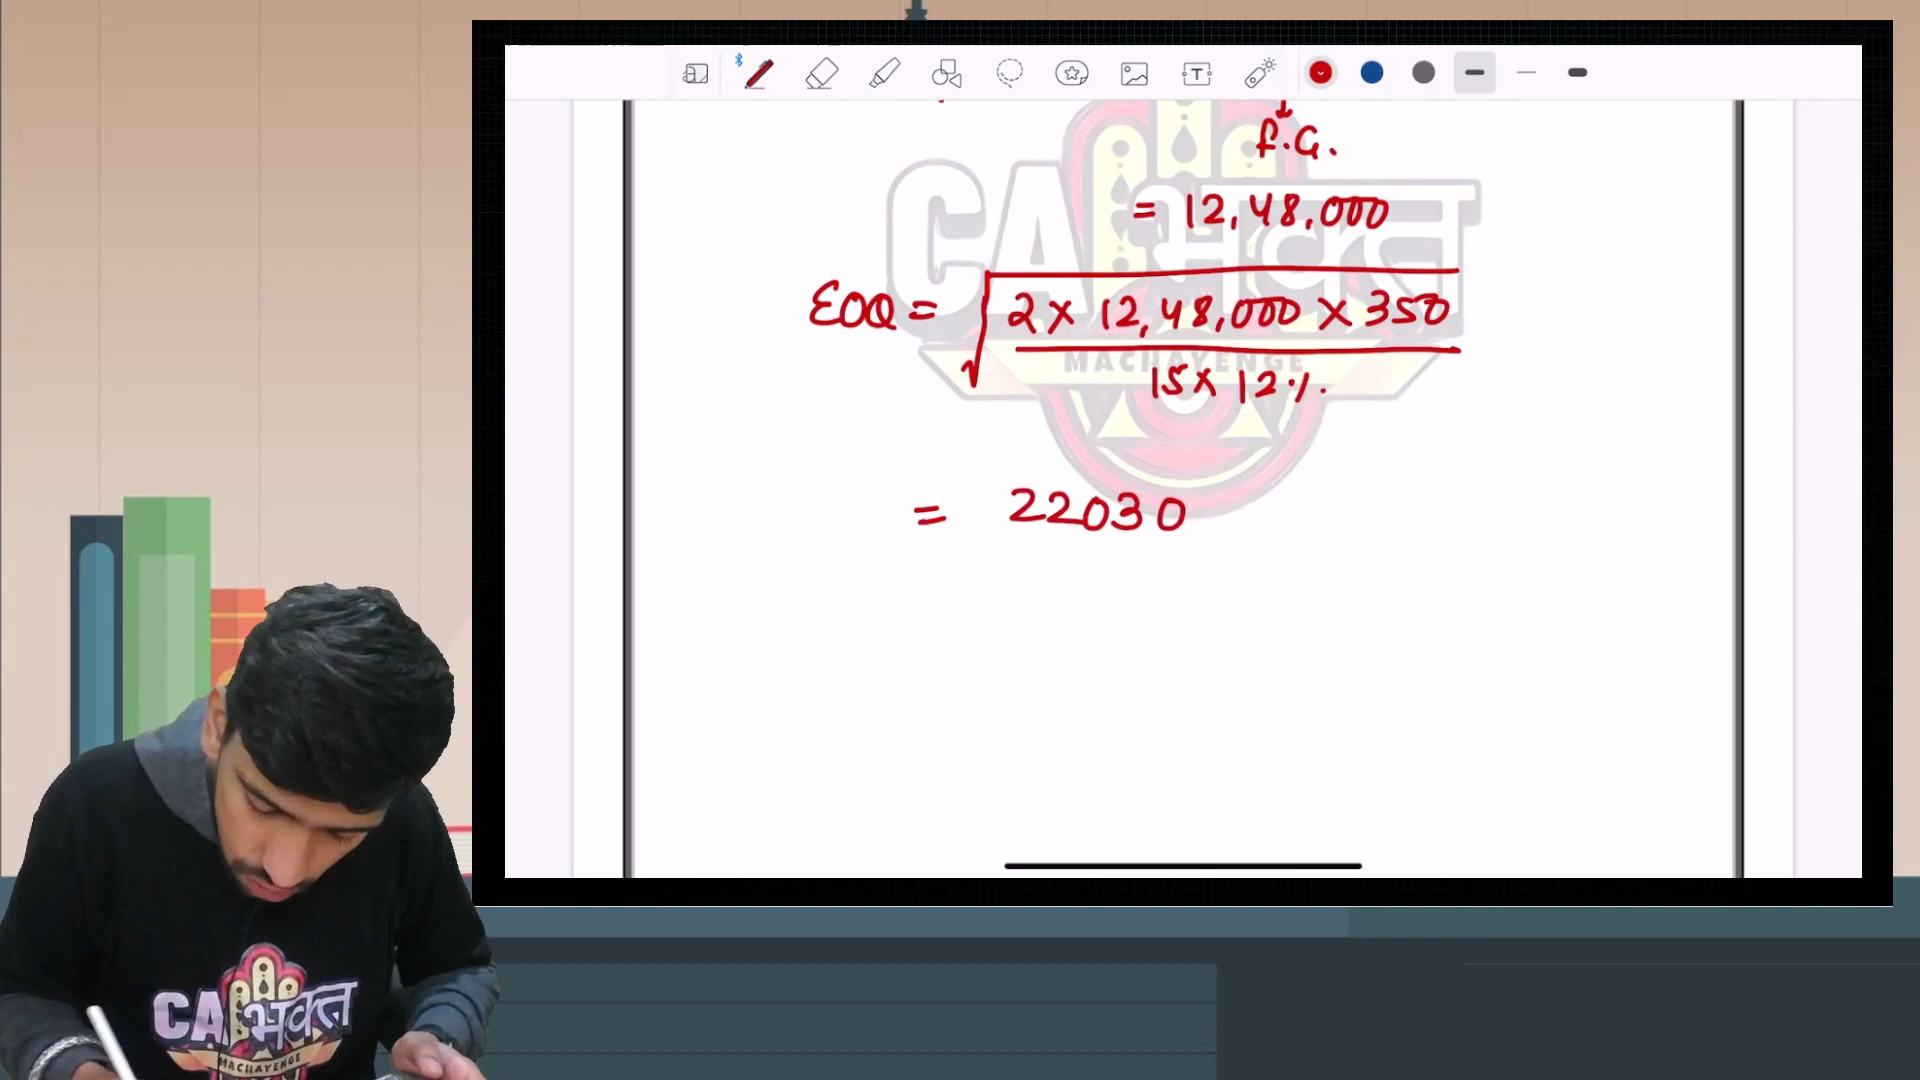 f.G.
= 12,48,000
EOQ = √ 2 × 12,48,000 × 350
15 × 12%
= 22030
CA भक्त
MACHAYENGE
T
CA भक्त
MACHAYENGE